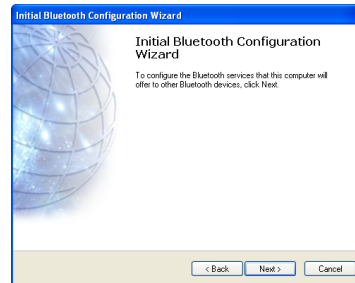 Initial Bluetooth Configuration Wizard
Initial Bluetooth Configuration
Wizard
To configure the Bluetooth services that this computer will
offer to other Bluetooth devices, click Next.
< Back
Next >
Cancel